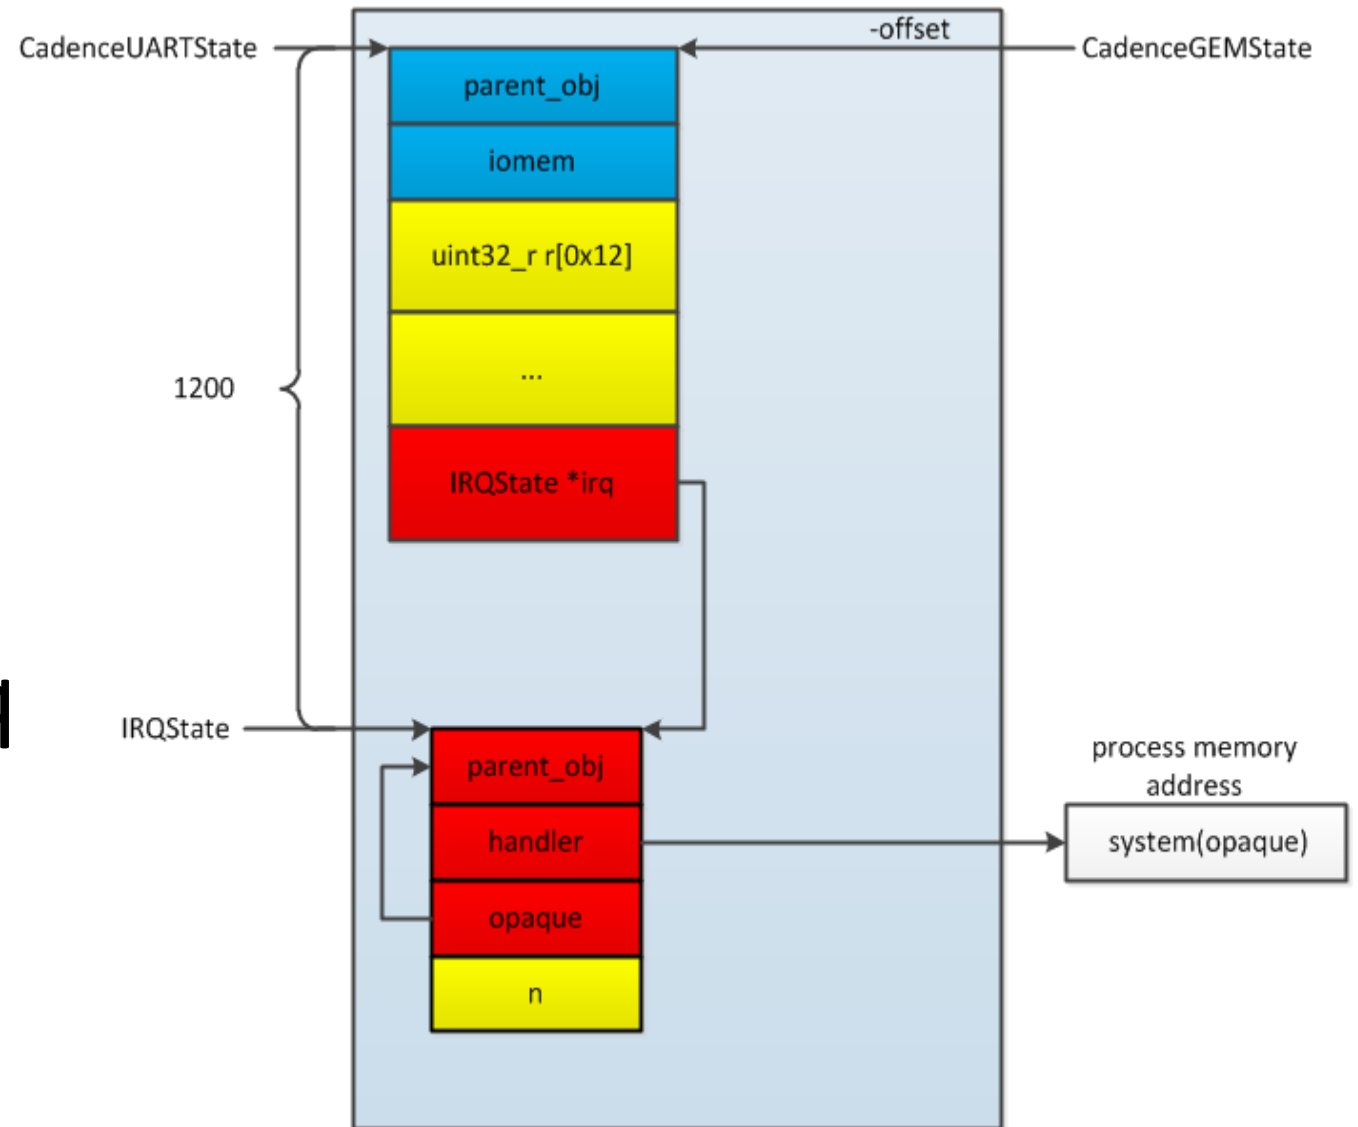 -offset
CadenceUARTState
CadenceGEMState
parent_obj
iomem
uint32_r r[0x12]
...
1200
IRQState *irq
IRQState
parent_obj
process memory
address
handler
system(opaque)
opaque
n